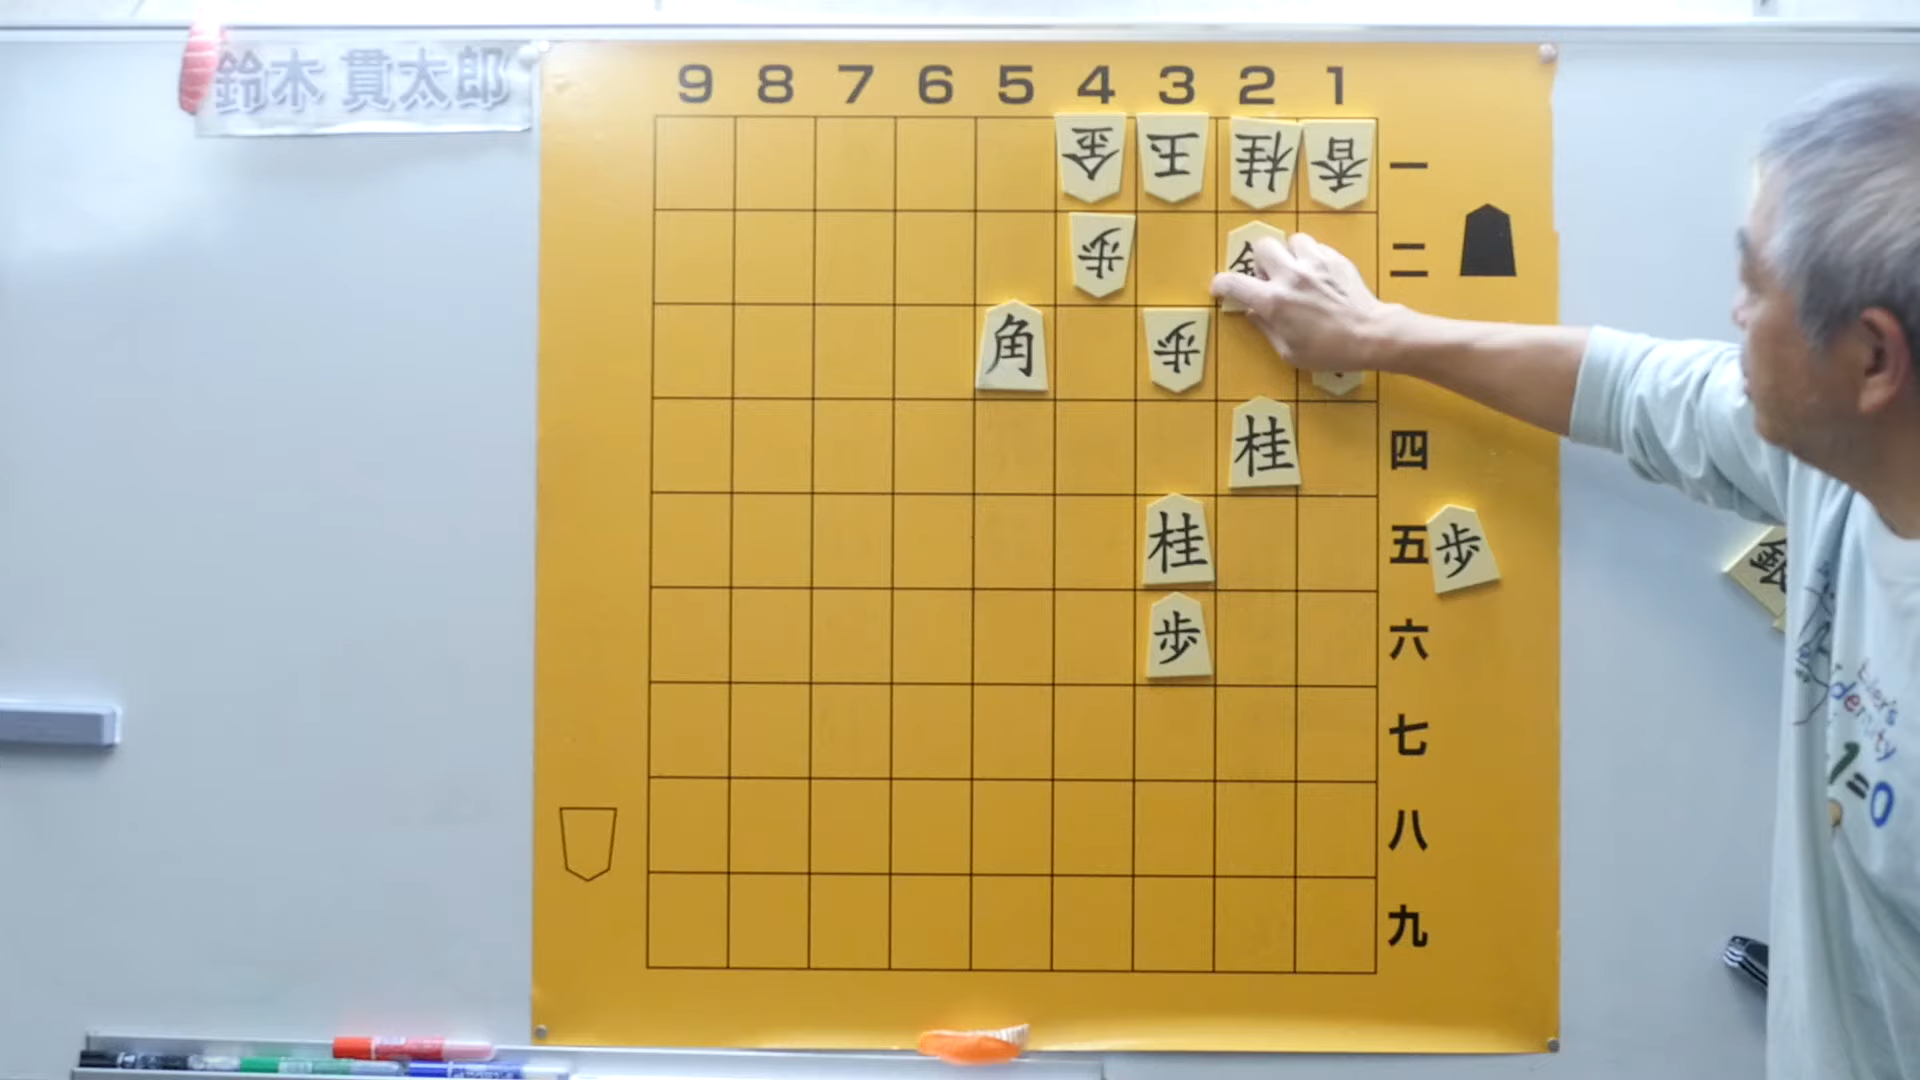 鈴木 貫太郎
9 8 7 6 5 4 3 2 1
金 玉 桂 香 一
歩 二
角 歩
桂 四
桂 五 歩
歩 六
七
八
九